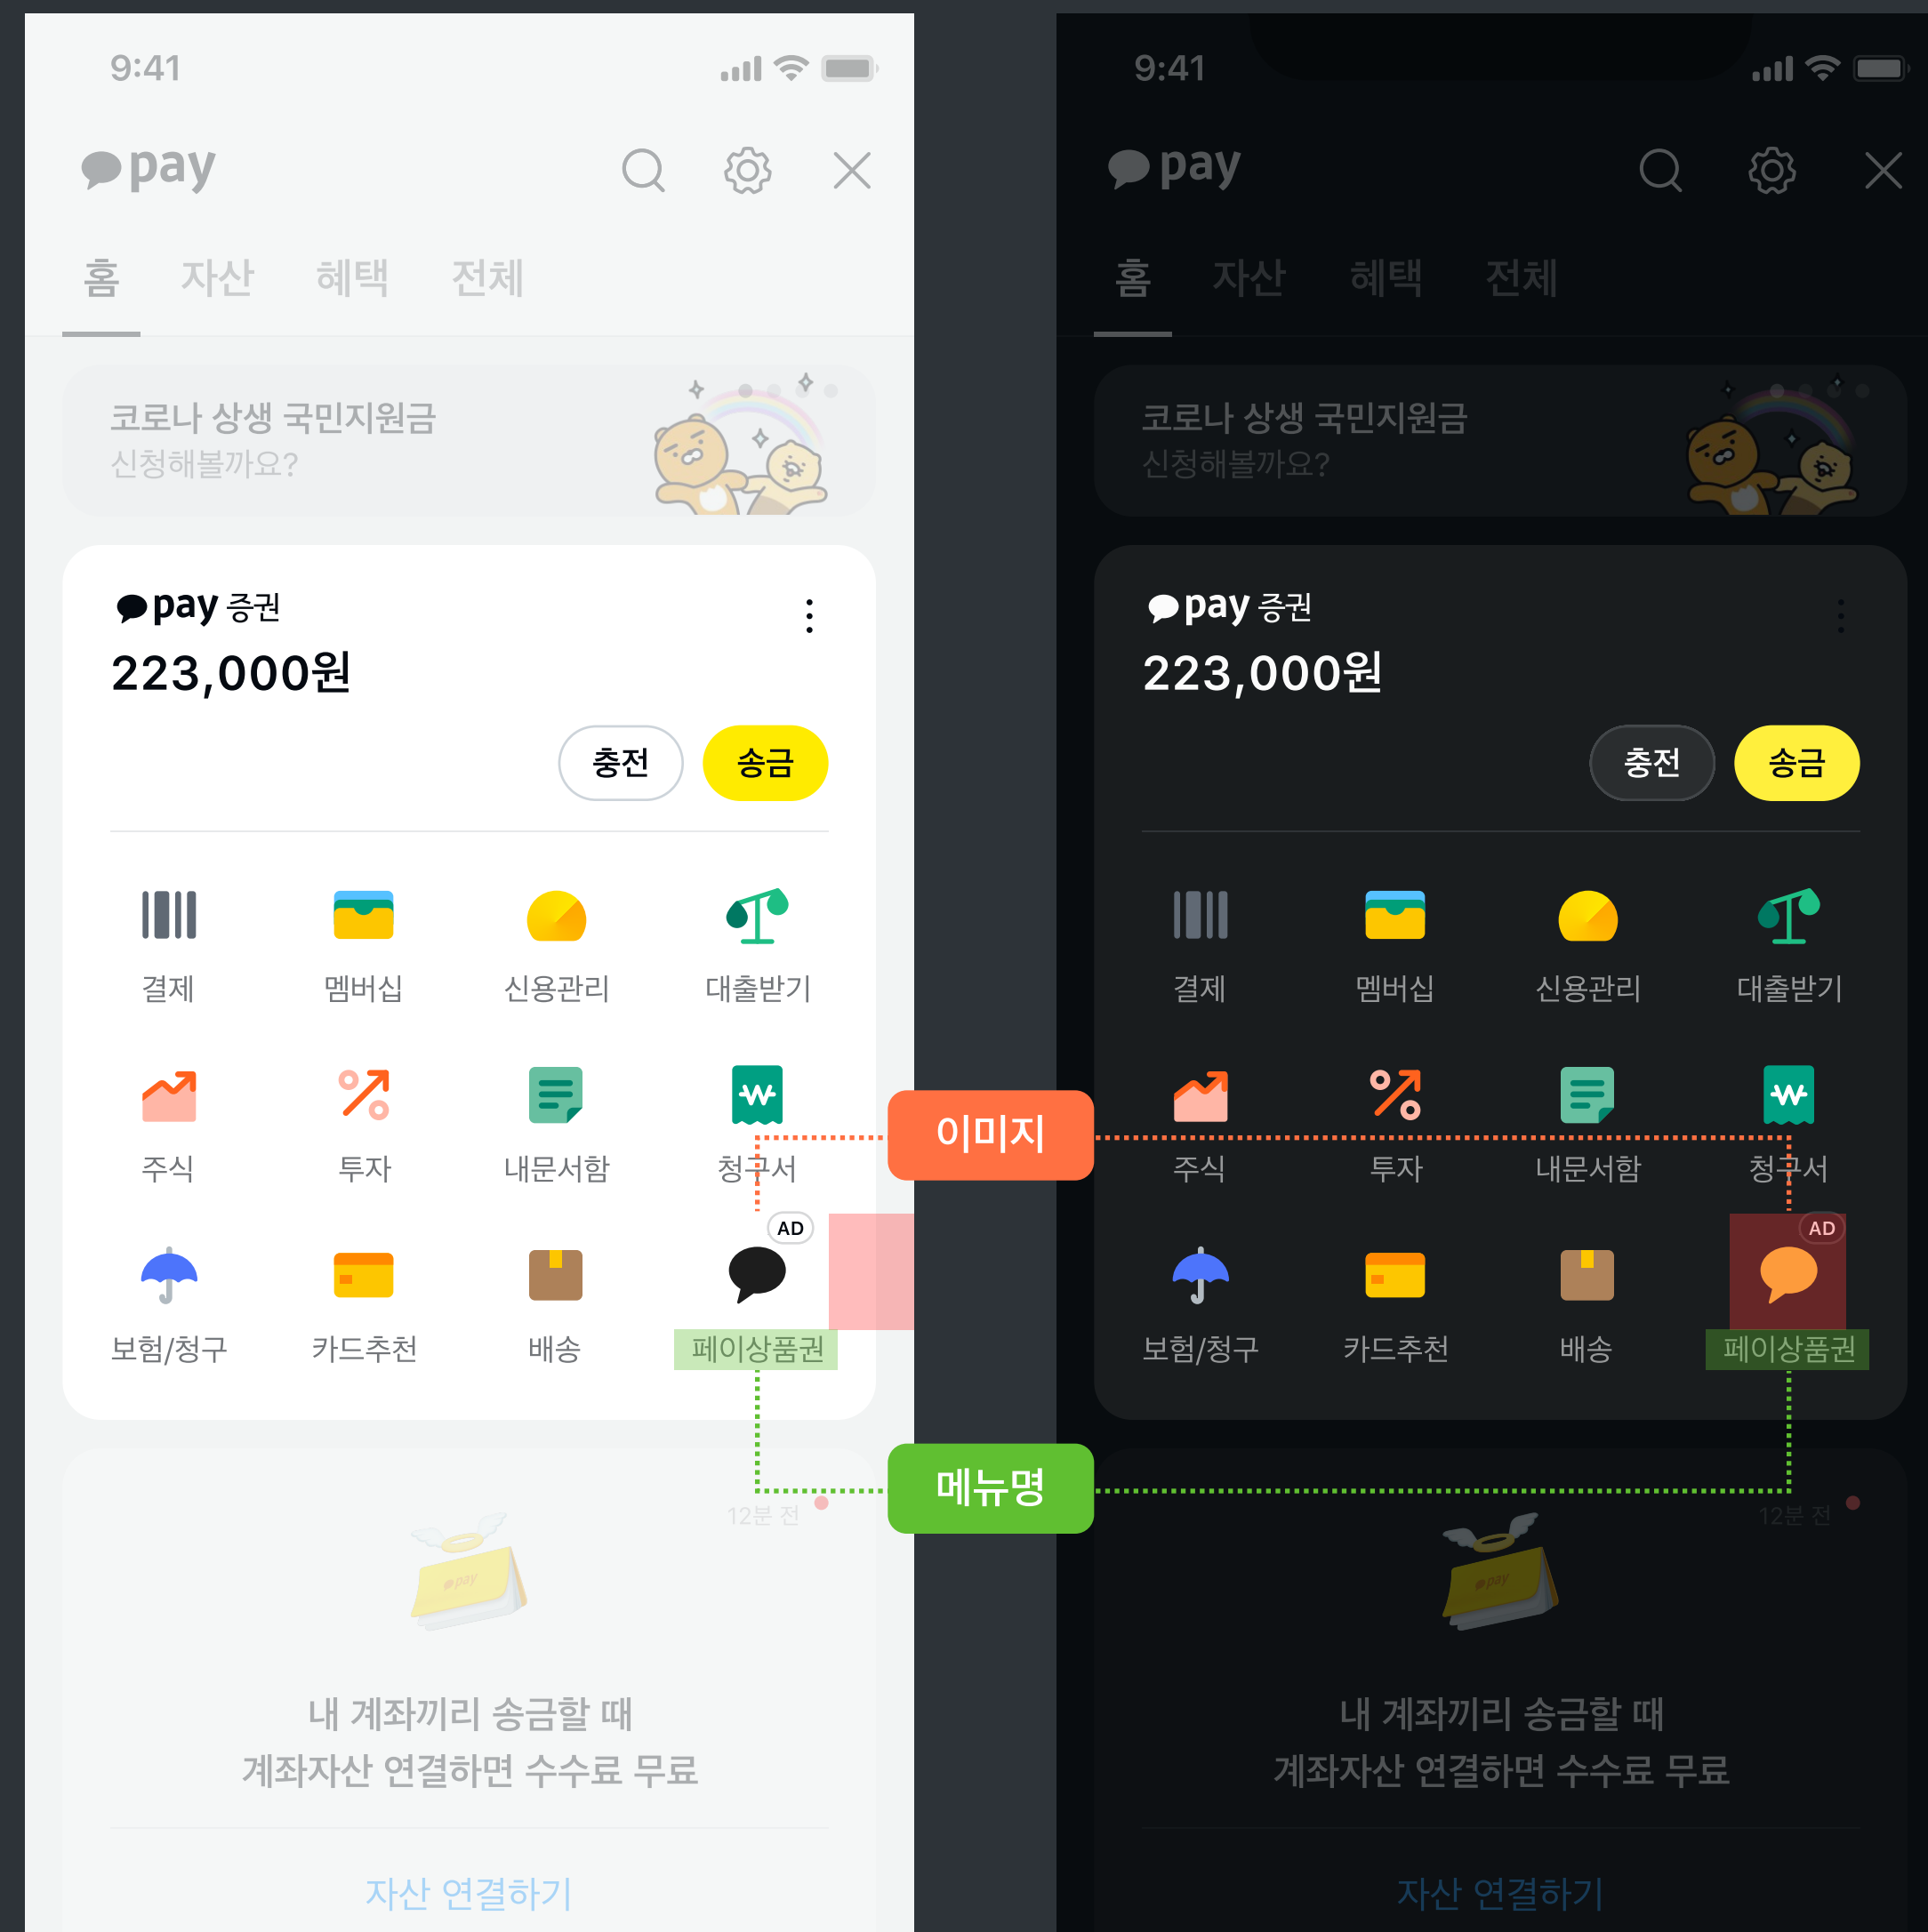 9:41
pay
홈 자산 혜택 전체
코로나 상생 국민지원금
신청해볼까요?
pay 증권
223,000원
충전 송금
결제 멤버십 신용관리 대출받기
주식 투자 내문서함 청구서
AD
보험/청구 카드추천 배송 페이상품권
12분 전
pay
내 계좌끼리 송금할 때
계좌자산 연결하면 수수료 무료
자산 연결하기
이미지
메뉴명
9:41
pay
홈 자산 혜택 전체
코로나 상생 국민지원금
신청해볼까요?
pay 증권
223,000원
충전 송금
결제 멤버십 신용관리 대출받기
주식 투자 내문서함 청구서
AD
보험/청구 카드추천 배송 페이상품권
12분 전
pay
내 계좌끼리 송금할 때
계좌자산 연결하면 수수료 무료
자산 연결하기